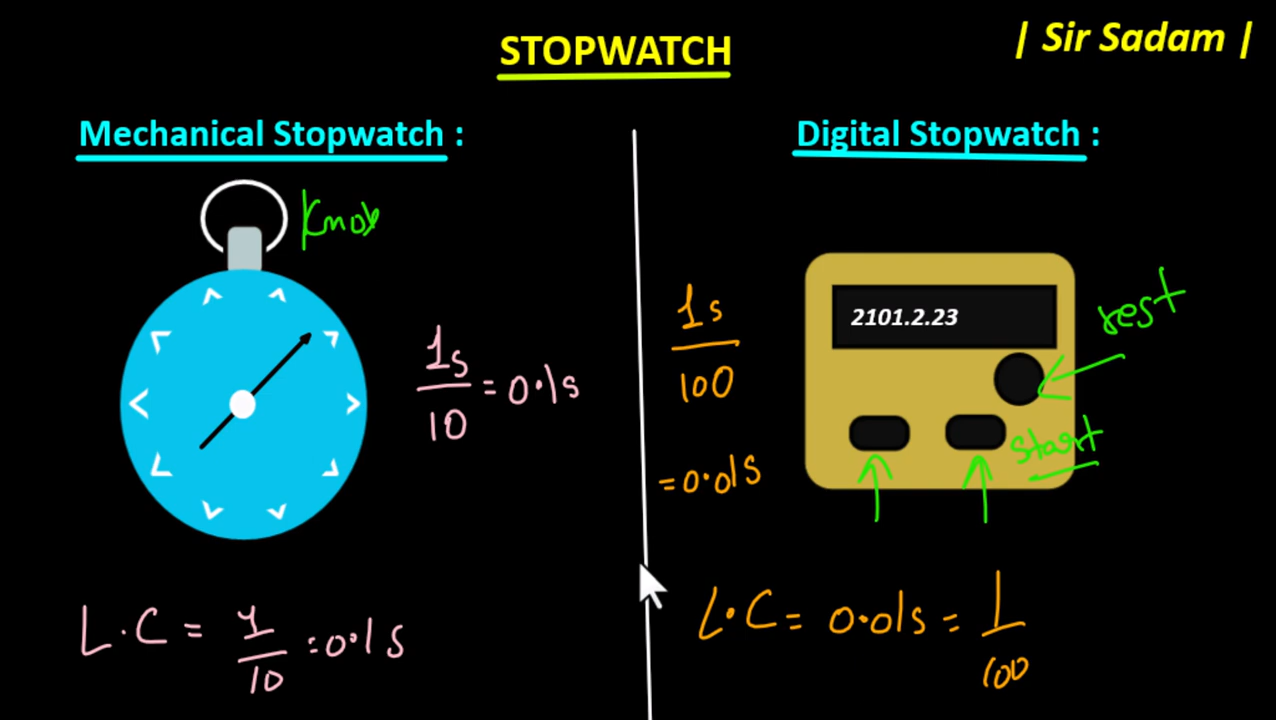 STOPWATCH
| Sir Sadam |
Mechanical Stopwatch :
Knob
1s/10 = 0.1s
L.C = 1/10 = 0.1s
Digital Stopwatch :
2101.2.23
rest
start
1s/100
=0.01s
L.C = 0.01s = 1/100